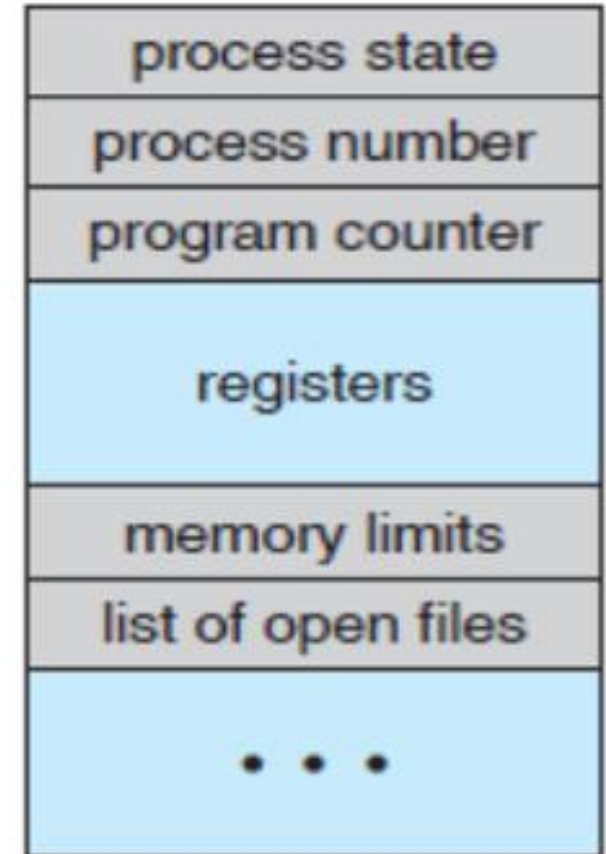 process state
process number
program counter
registers
memory limits
list of open files
• • •